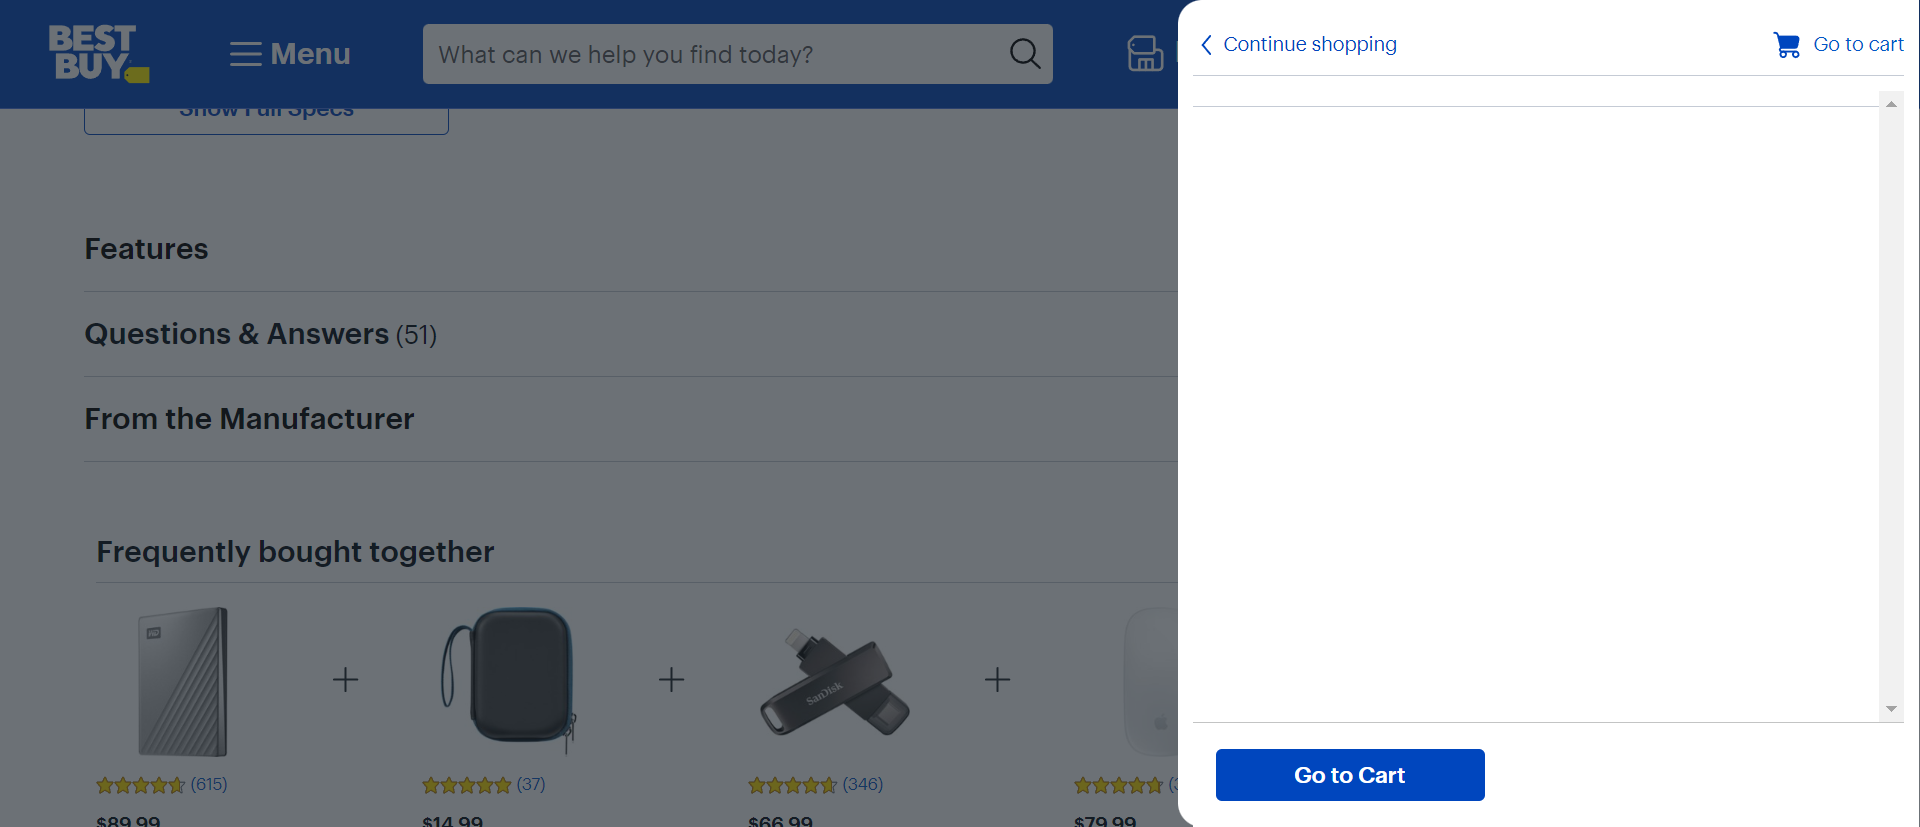 BEST
BUY
Menu
What can we help you find today?
Continue shopping
Go to cart
Show Full Specs
Features
Questions & Answers (51)
From the Manufacturer
Frequently bought together
WD
SanDisk
(615)
(37)
(346)
$89.99
$14.99
$66.99
$79.99
Go to Cart